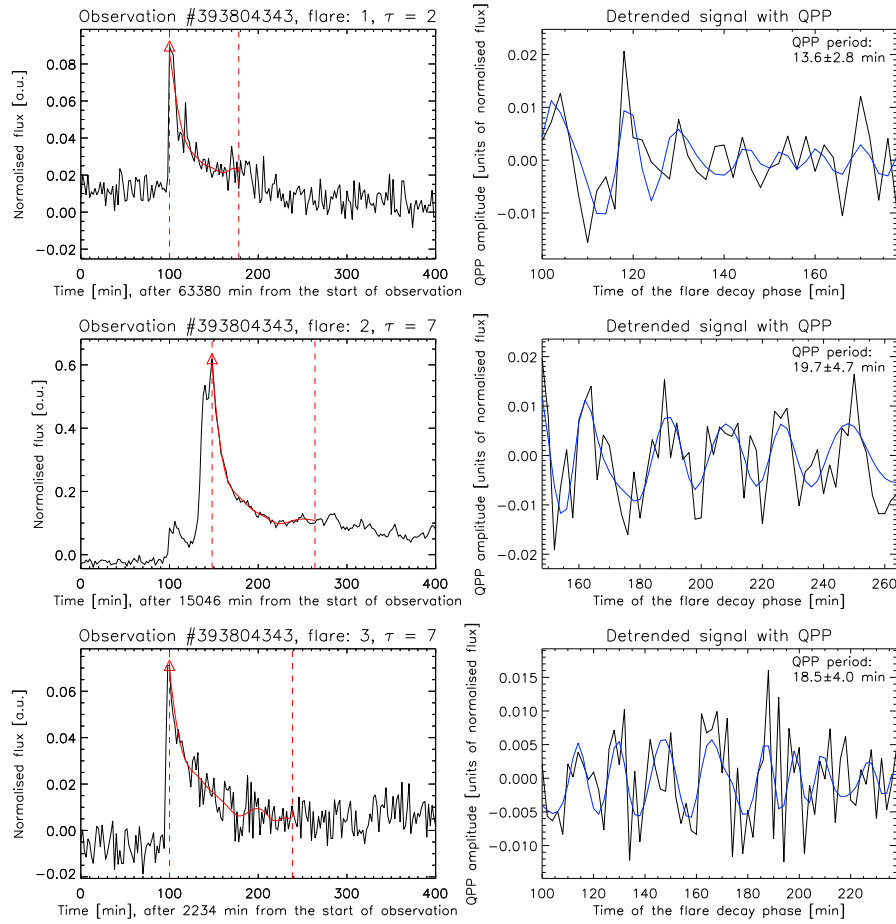 Observation #393804343, flare: 1, τ = 2
Normalised flux [a.u.]
0.08
0.06
0.04
0.02
0.00
−0.02
0 100 200 300 400
Time [min], after 63380 min from the start of observation
Detrended signal with QPP
QPP period:
13.6±2.8 min
QPP amplitude [units of normalised flux]
0.02
0.01
0.00
−0.01
100 120 140 160
Time of the flare decay phase [min]
Observation #393804343, flare: 2, τ = 7
Normalised flux [a.u.]
0.6
0.4
0.2
0.0
0 100 200 300 400
Time [min], after 15046 min from the start of observation
Detrended signal with QPP
QPP period:
19.7±4.7 min
QPP amplitude [units of normalised flux]
0.02
0.01
0.00
−0.01
−0.02
160 180 200 220 240 260
Time of the flare decay phase [min]
Observation #393804343, flare: 3, τ = 7
Normalised flux [a.u.]
0.06
0.04
0.02
0.00
−0.02
0 100 200 300 400
Time [min], after 2234 min from the start of observation
Detrended signal with QPP
QPP period:
18.5±4.0 min
QPP amplitude [units of normalised flux]
0.015
0.010
0.005
0.000
−0.005
−0.010
100 120 140 160 180 200 220
Time of the flare decay phase [min]